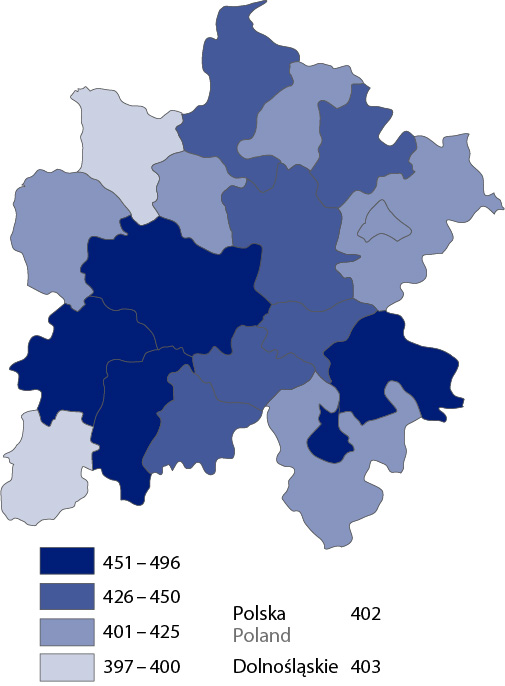 451 – 496
426 – 450
401 – 425
397 – 400
Polska 402
Poland
Dolnośląskie 403